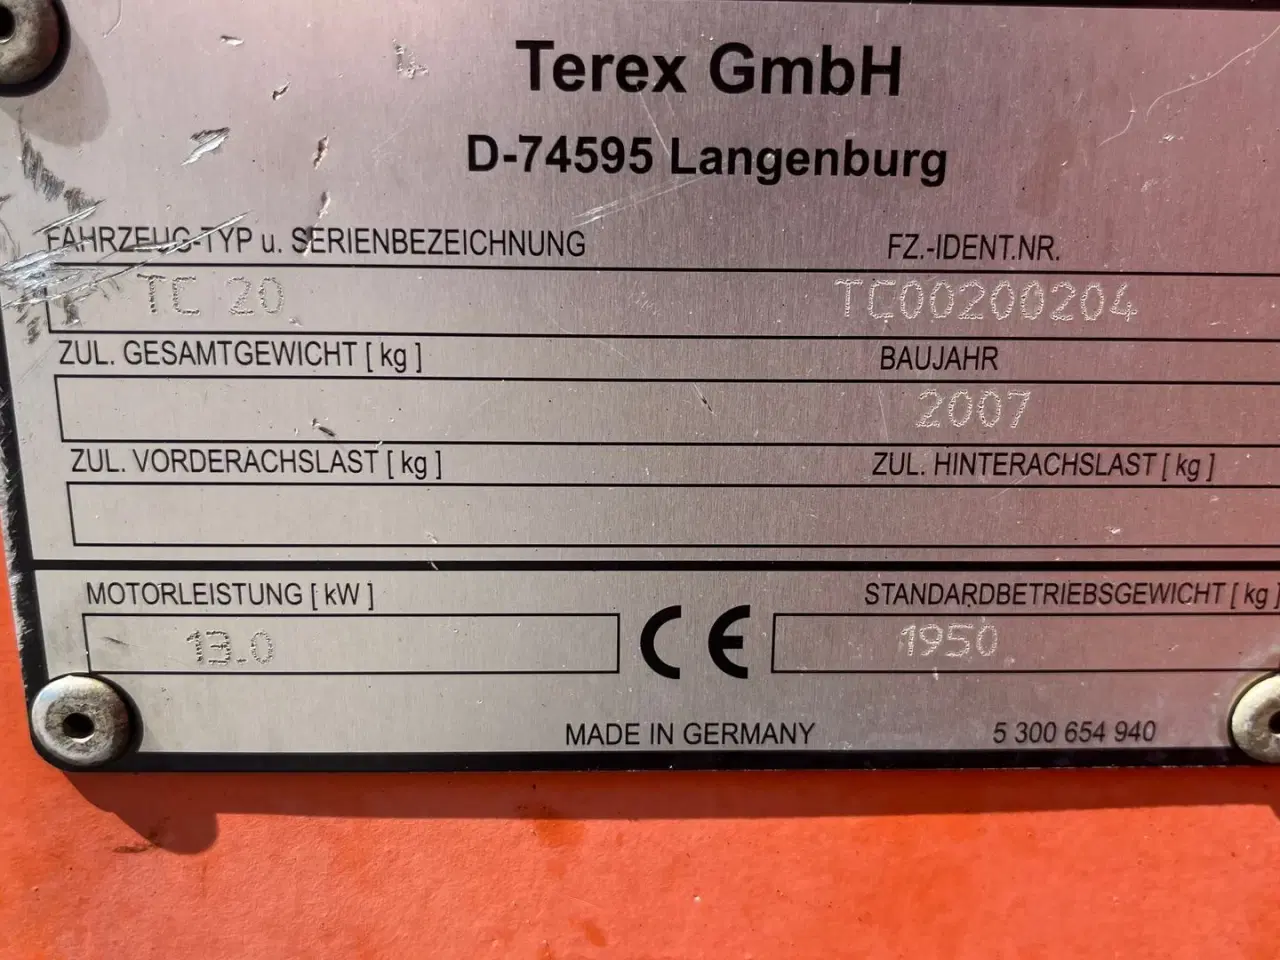 Terex GmbH
D-74595 Langenburg
FAHRZEUG-TYP u. SERIENBEZEICHNUNG FZ.-IDENT.NR.
TC 20 TC00200204
ZUL. GESAMTGEWICHT [ kg ] BAUJAHR
2007
ZUL. VORDERACHSLAST [ kg ] ZUL. HINTERACHSLAST [ kg ]
MOTORLEISTUNG [ kW ] STANDARDBETRIEBSGEWICHT [ kg ]
13.0 CE 1950
MADE IN GERMANY 5 300 654 940